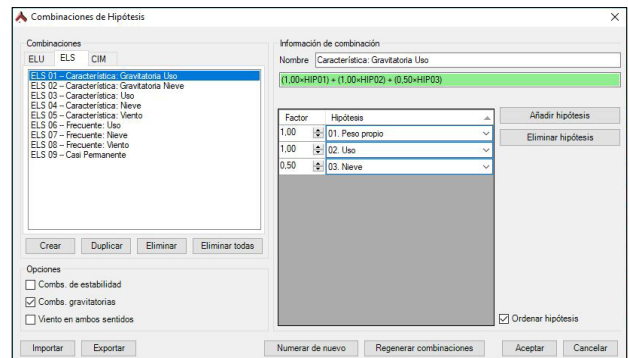 Combinaciones de Hipótesis
Combinaciones
ELU ELS CIM
ELS 01 – Característica: Gravitatoria Uso
ELS 02 – Característica: Gravitatoria Nieve
ELS 03 – Característica: Uso
ELS 04 – Característica: Nieve
ELS 05 – Característica: Viento
ELS 06 – Frecuente: Uso
ELS 07 – Frecuente: Nieve
ELS 08 – Frecuente: Viento
ELS 09 – Casi Permanente
Crear Duplicar Eliminar Eliminar todas
Opciones
Combs. de estabilidad
Combs. gravitatorias
Viento en ambos sentidos
Importar Exportar
Información de combinación
Nombre Característica: Gravitatoria Uso
(1,00×HIP01) + (1,00×HIP02) + (0,50×HIP03)
Factor Hipótesis
1,00 01. Peso propio
1,00 02. Uso
0,50 03. Nieve
Añadir hipótesis
Eliminar hipótesis
Ordenar hipótesis
Numerar de nuevo Regenerar combinaciones Aceptar Cancelar